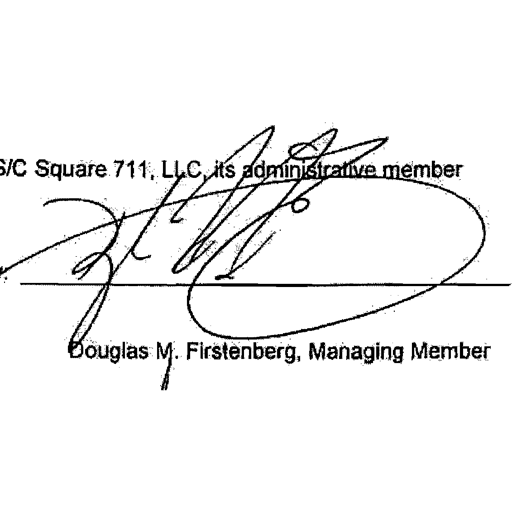 S/C Square 711, LLC, its administrative member
Douglas M. Firstenberg, Managing Member